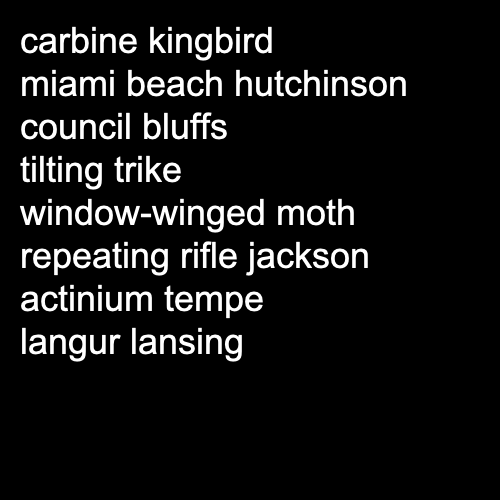 carbine kingbird
miami beach hutchinson
council bluffs
tilting trike
window-winged moth
repeating rifle jackson
actinium tempe
langur lansing